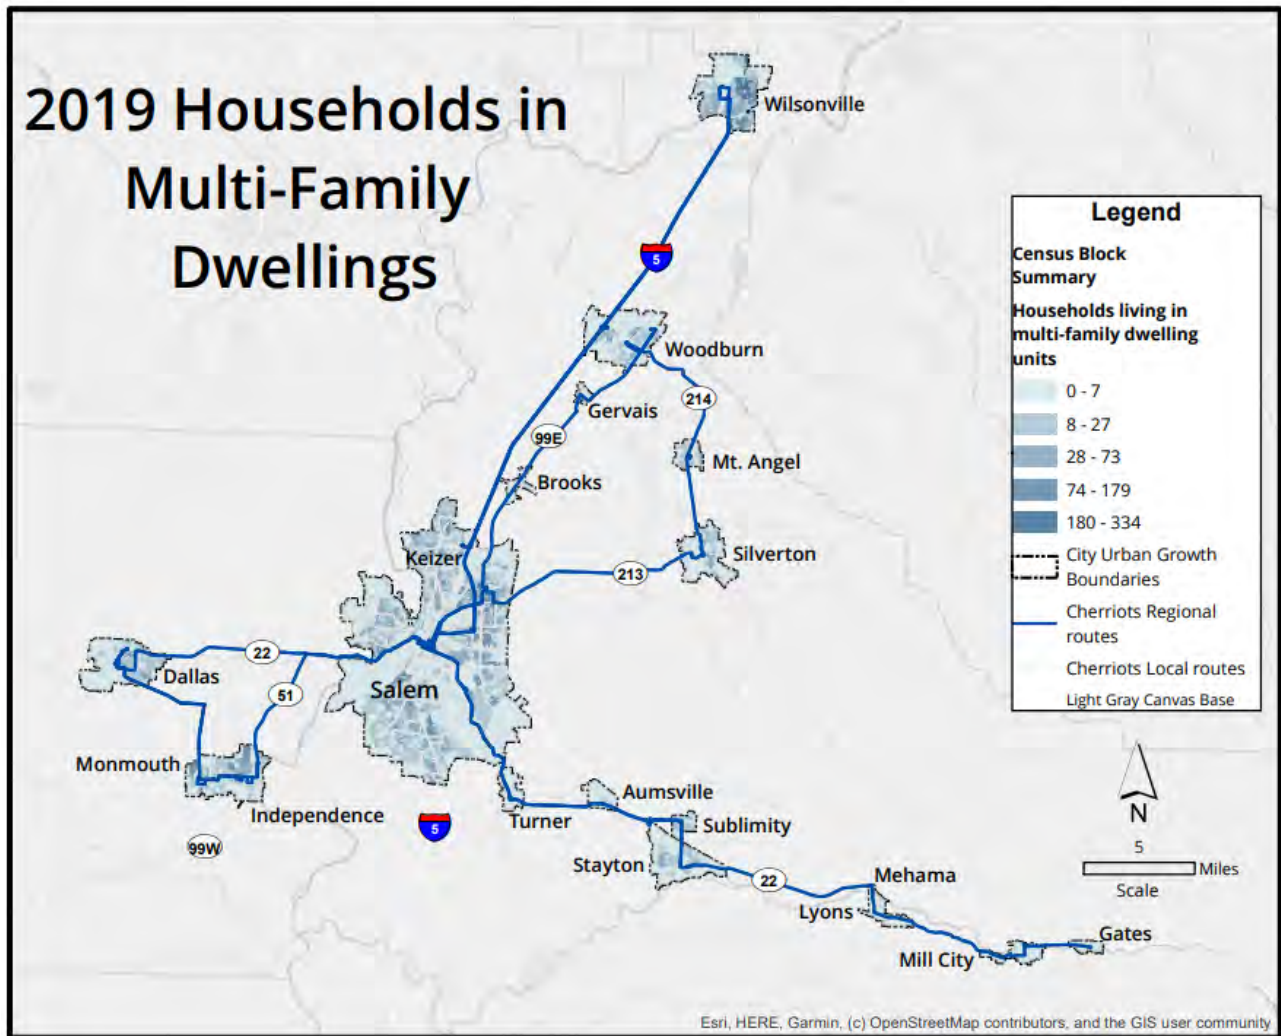 2019 Households in
Multi-Family
Dwellings
Wilsonville
5
Woodburn
Gervais
214
99E
Mt. Angel
Brooks
Keizer
Silverton
213
22
Dallas
51
Salem
Monmouth
Independence
99W
5
Turner
Aumsville
Sublimity
Stayton
22
Mehama
Lyons
Mill City
Gates
Legend
Census Block
Summary
Households living in
multi-family dwelling
units
0 - 7
8 - 27
28 - 73
74 - 179
180 - 334
City Urban Growth
Boundaries
Cherriots Regional
routes
Cherriots Local routes
Light Gray Canvas Base
N
5
Miles
Scale
Esri, HERE, Garmin, (c) OpenStreetMap contributors, and the GIS user community